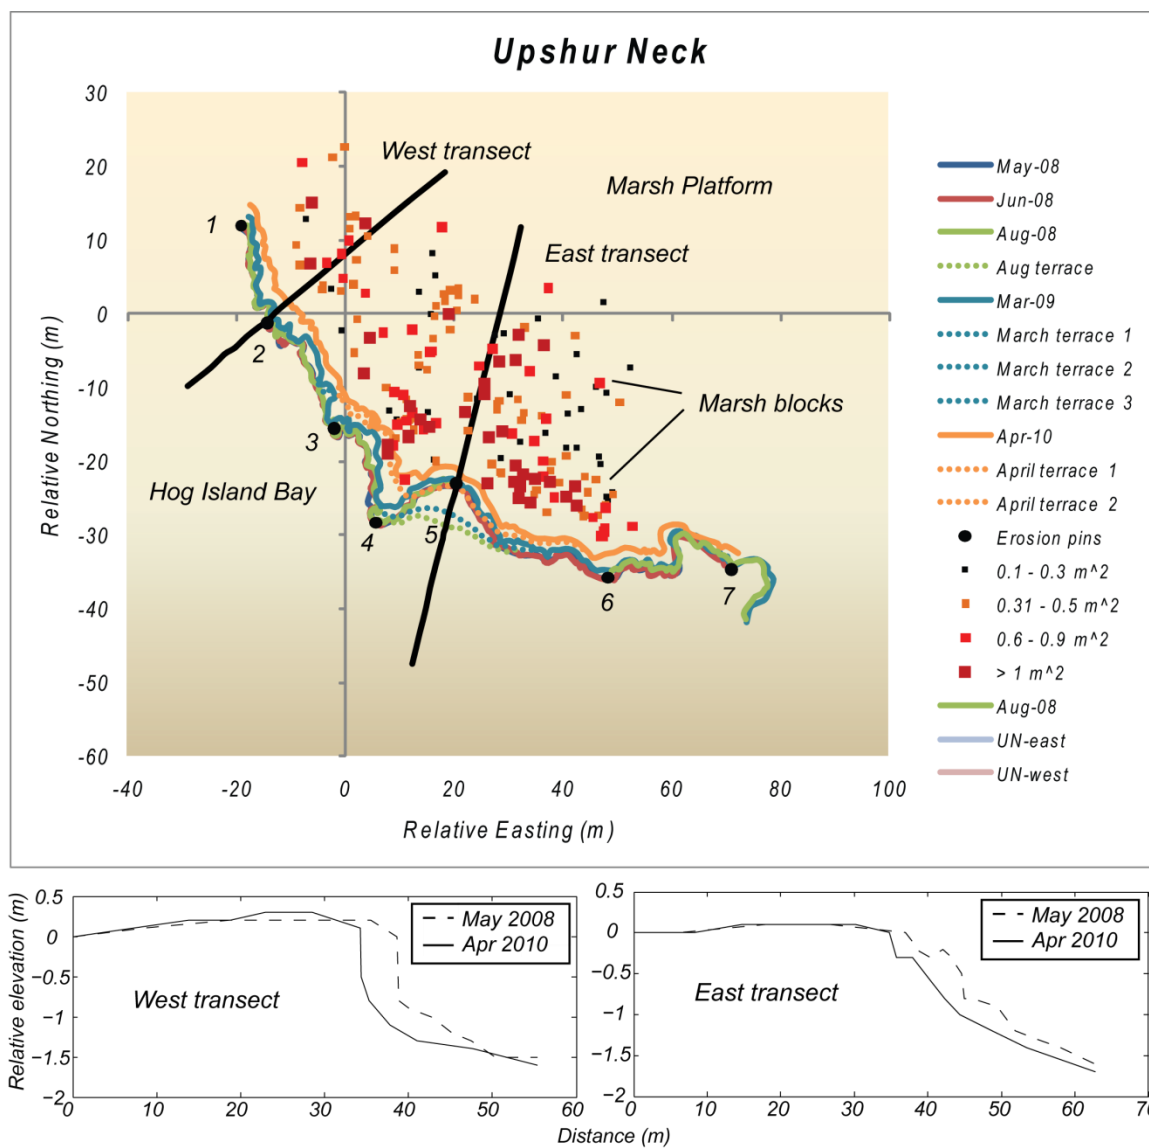 Upshur Neck
30
20
10
0
-10
-20
-30
-40
-50
-60
-40
-20
0
20
40
60
80
100
Relative Northing (m)
Relative Easting (m)
West transect
Marsh Platform
East transect
Marsh blocks
Hog Island Bay
1
2
3
4
5
6
7
May-08
Jun-08
Aug-08
Aug terrace
Mar-09
March terrace 1
March terrace 2
March terrace 3
Apr-10
April terrace 1
April terrace 2
Erosion pins
0.1 - 0.3 m^2
0.31 - 0.5 m^2
0.6 - 0.9 m^2
> 1 m^2
Aug-08
UN-east
UN-west
Relative elevation (m)
0.5
0
−0.5
−1
−1.5
−2
0
10
20
30
40
50
60
May 2008
Apr 2010
West transect
0.5
0
−0.5
−1
−1.5
−2
0
10
20
30
40
50
60
May 2008
Apr 2010
East transect
Distance (m)